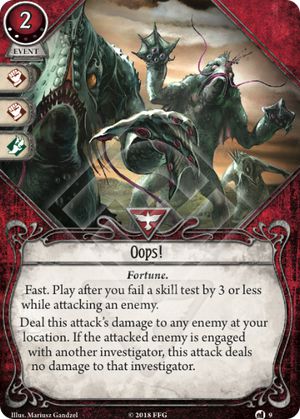 2
EVENT
Oops!
Fortune.
Fast. Play after you fail a skill test by 3 or less
while attacking an enemy.
Deal this attack's damage to any enemy at your
location. If the attacked enemy is engaged
with another investigator, this attack deals
no damage to that investigator.
Illus. Mariusz Gandzel
© 2018 FFG
9